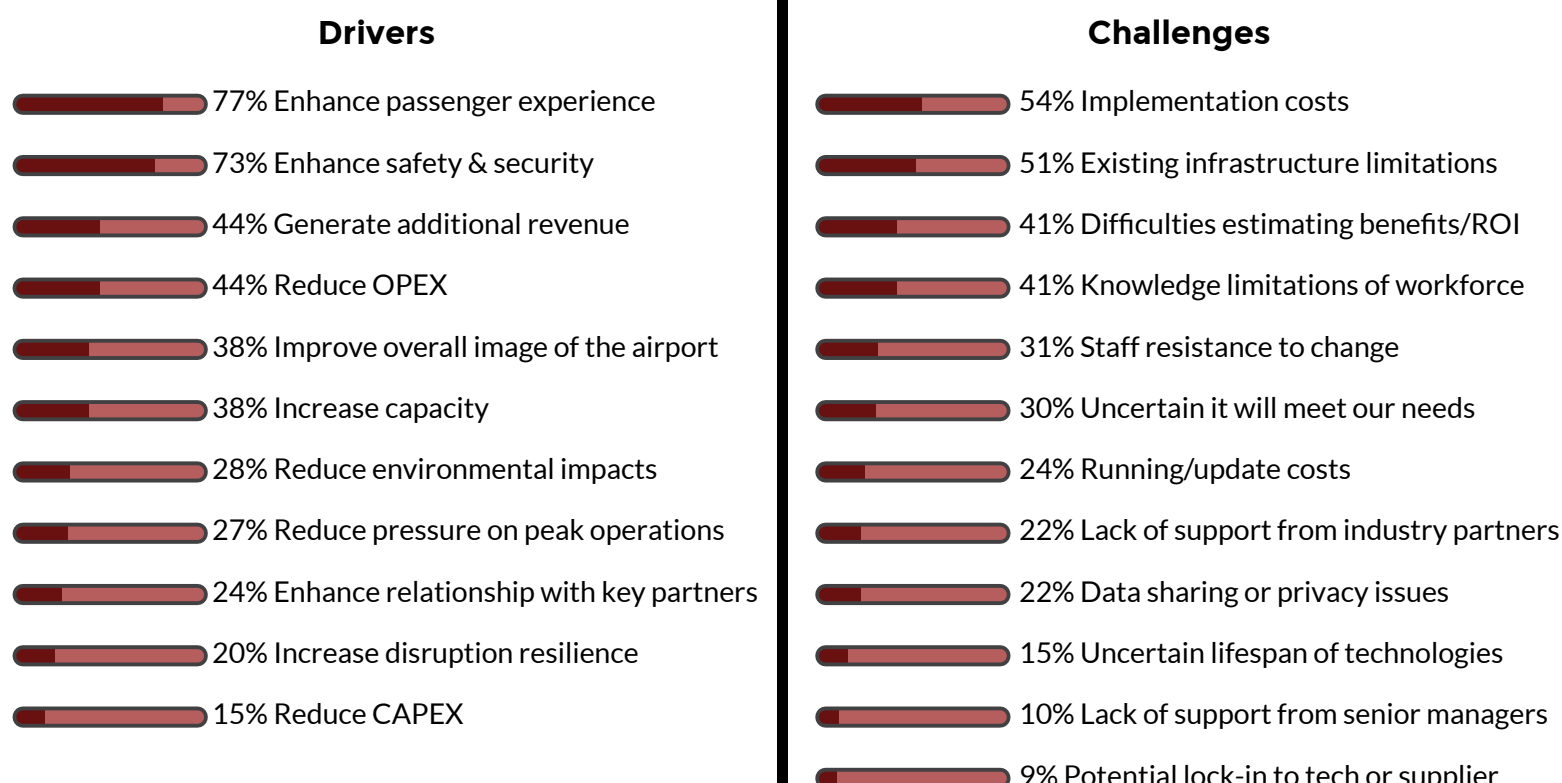 Drivers
77% Enhance passenger experience
73% Enhance safety & security
44% Generate additional revenue
44% Reduce OPEX
38% Improve overall image of the airport
38% Increase capacity
28% Reduce environmental impacts
27% Reduce pressure on peak operations
24% Enhance relationship with key partners
20% Increase disruption resilience
15% Reduce CAPEX
Challenges
54% Implementation costs
51% Existing infrastructure limitations
41% Difficulties estimating benefits/ROI
41% Knowledge limitations of workforce
31% Staff resistance to change
30% Uncertain it will meet our needs
24% Running/update costs
22% Lack of support from industry partners
22% Data sharing or privacy issues
15% Uncertain lifespan of technologies
10% Lack of support from senior managers
9% Potential lock-in to tech or supplier